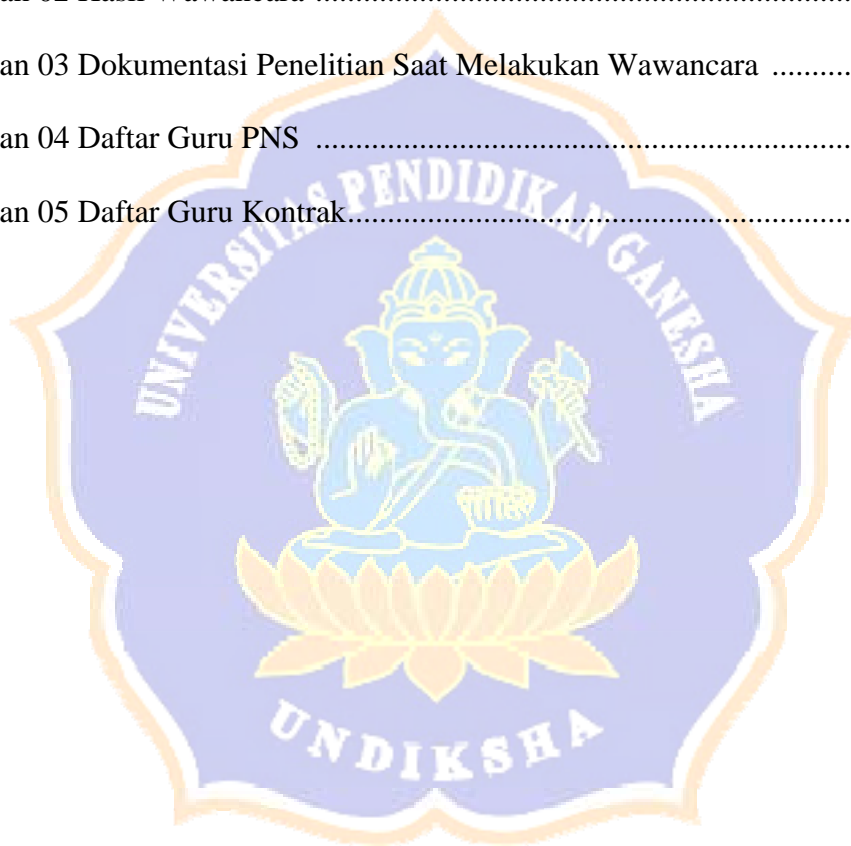 an 03 Dokumentasi Penelitian Saat Melakukan Wawancara ..........
an 04 Daftar Guru PNS ....................................................................
an 05 Daftar Guru Kontrak................................................................
UNIVERSITAS PENDIDIKAN GANESHA
UNDIKSHA